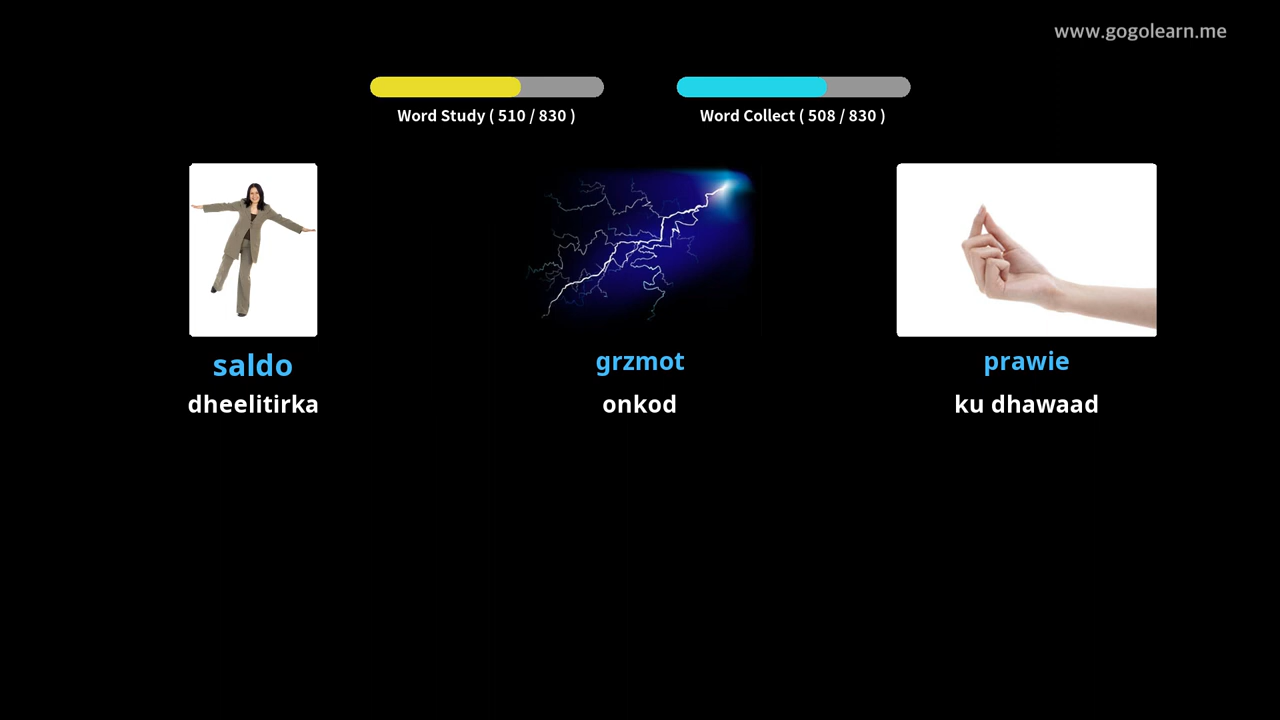 www.gogolearn.me
Word Study ( 510 / 830 )
Word Collect ( 508 / 830 )
saldo
dheelitirka
grzmot
onkod
prawie
ku dhawaad